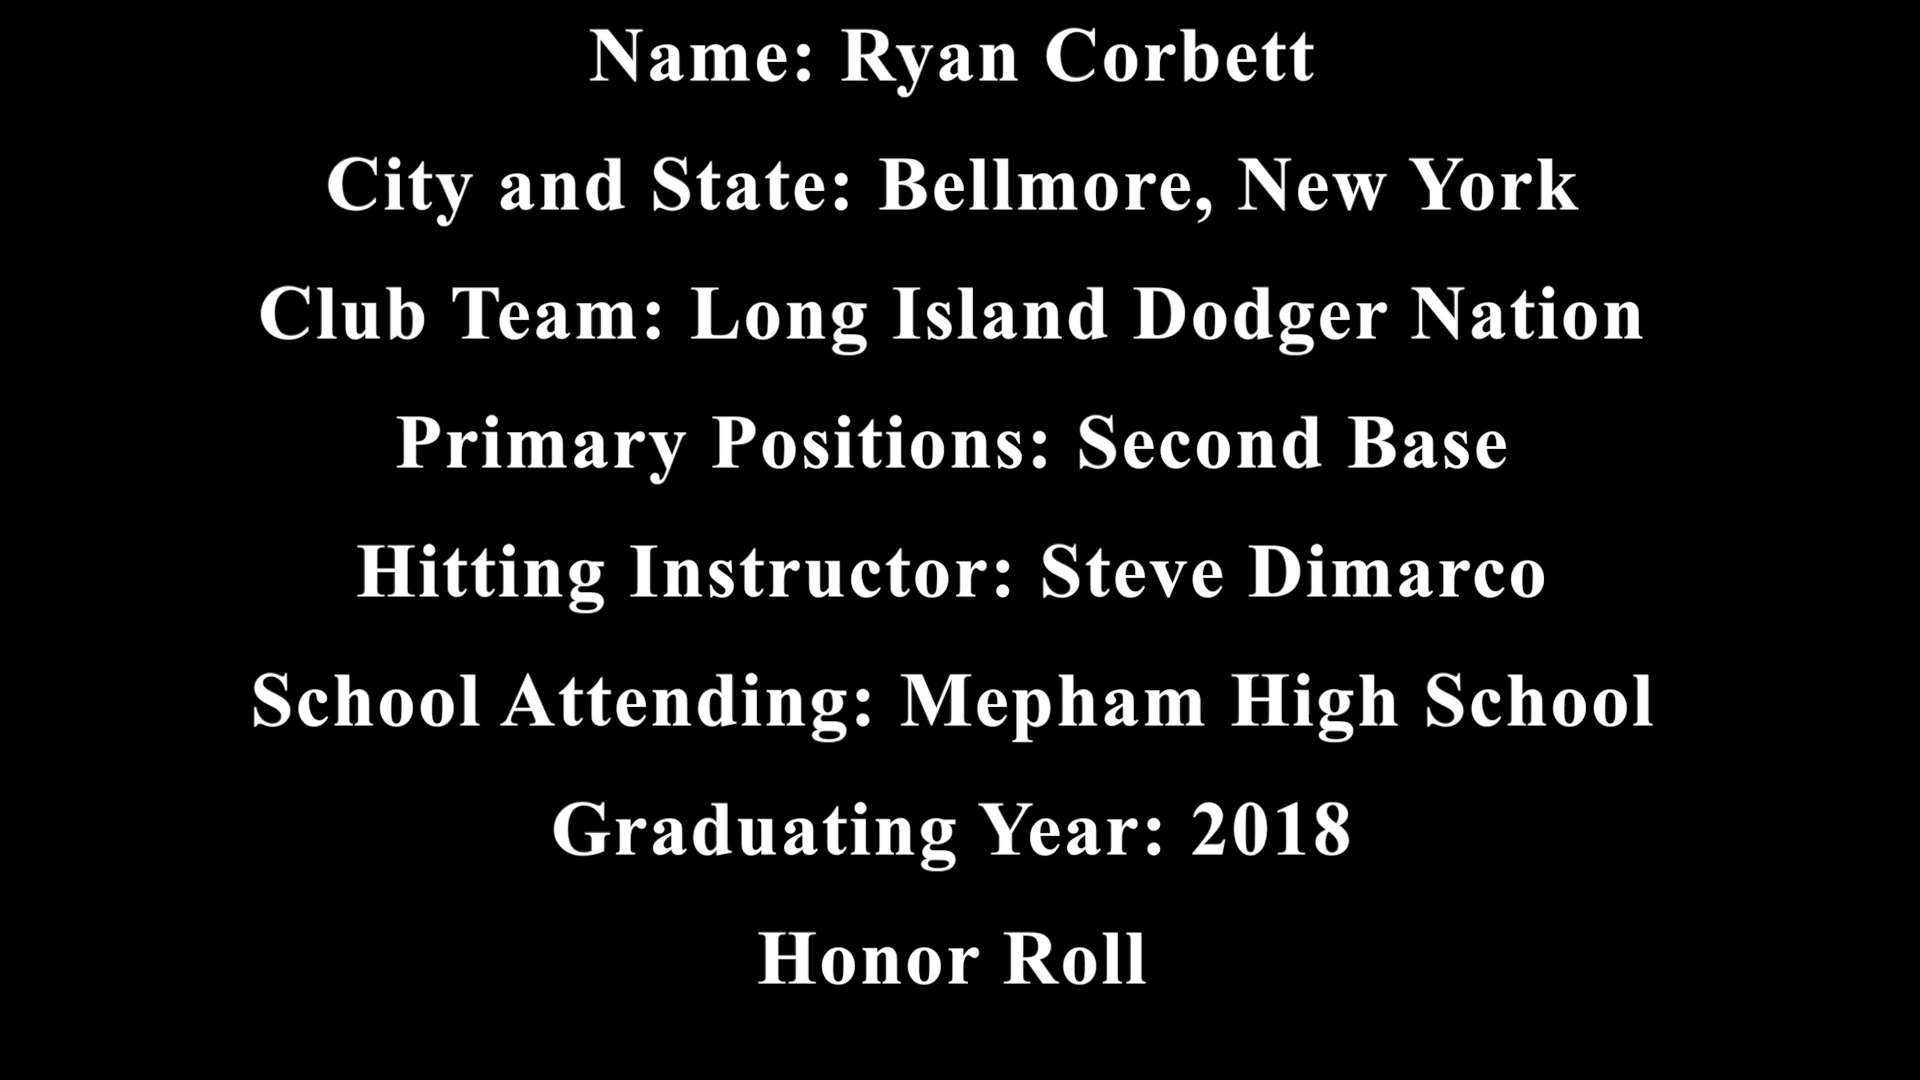 Name: Ryan Corbett
City and State: Bellmore, New York
Club Team: Long Island Dodger Nation
Primary Positions: Second Base
Hitting Instructor: Steve Dimarco
School Attending: Mepham High School
Graduating Year: 2018
Honor Roll